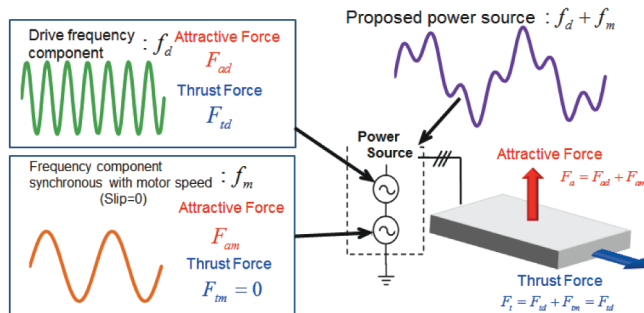 Drive frequency
component : f_d
Attractive Force
F_ad
Thrust Force
F_td
Frequency component
synchronous with motor speed : f_m
(Slip=0)
Attractive Force
F_am
Thrust Force
F_tm = 0
Proposed power source : f_d + f_m
Power
Source
Attractive Force
F_a = F_ad + F_am
Thrust Force
F_t = F_td + F_tm = F_td